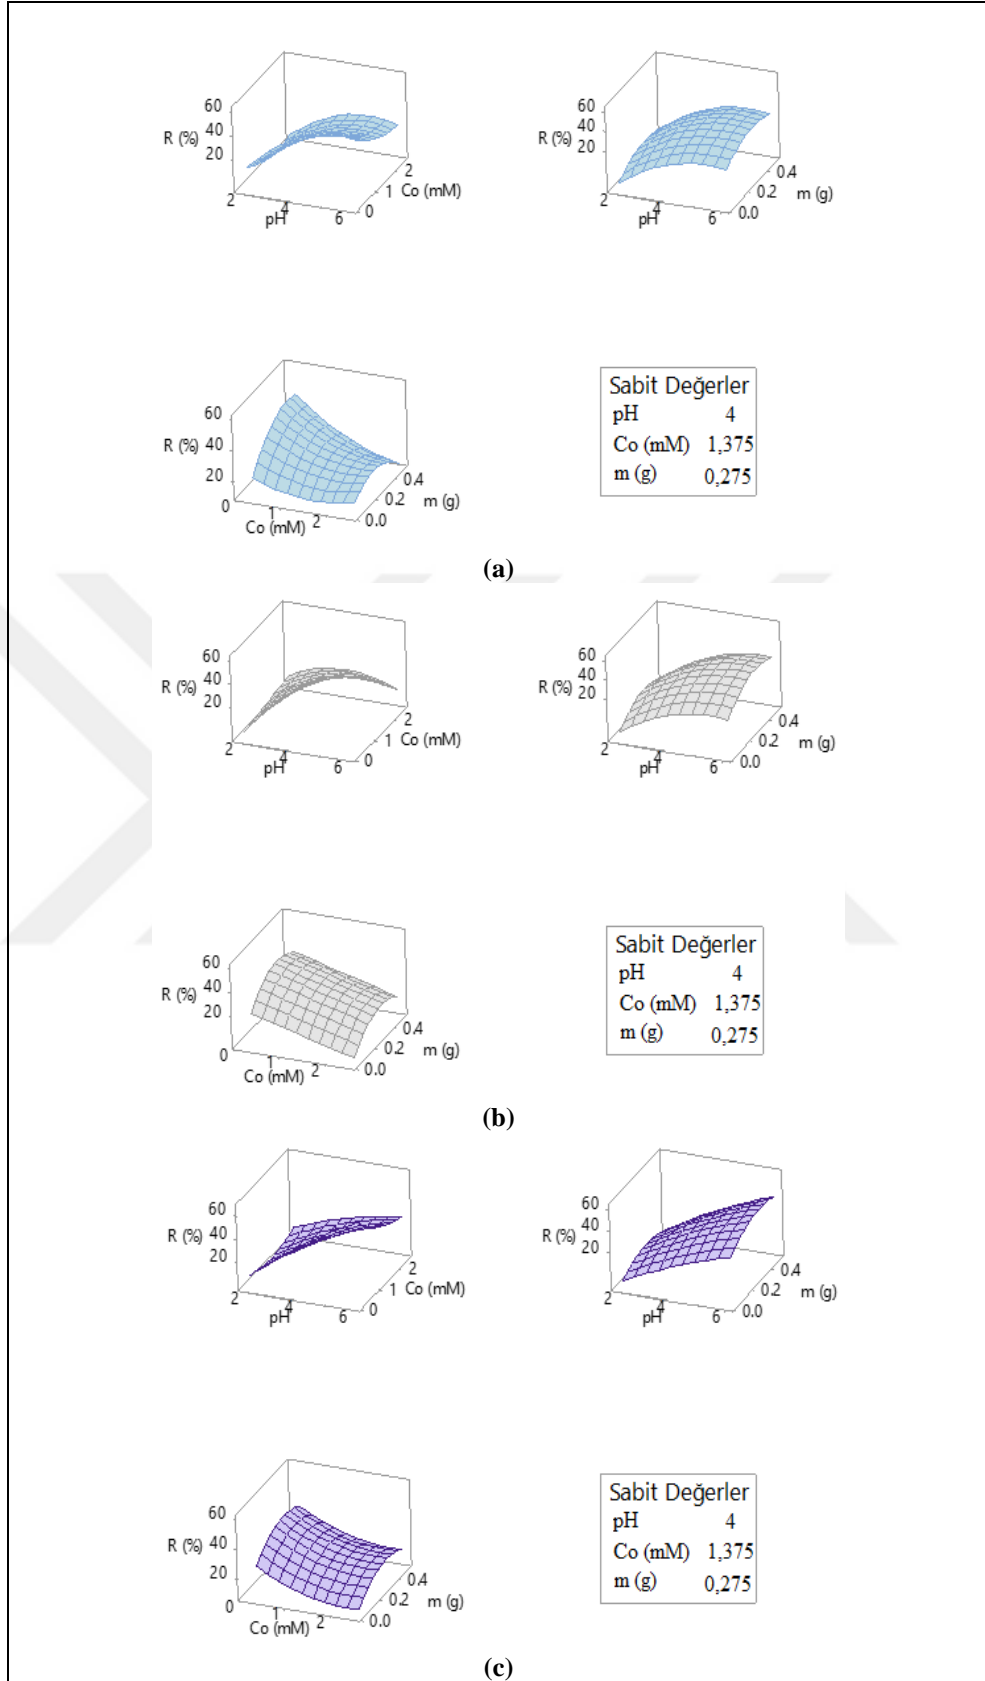 60
40
20
R (%)
2
4
6
pH
0
1
2
Co (mM)
60
40
20
R (%)
2
4
6
pH
0.0
0.2
0.4
m (g)
60
40
20
R (%)
0
1
2
Co (mM)
0.0
0.2
0.4
m (g)
Sabit Değerler
pH 4
Co (mM) 1,375
m (g) 0,275
(a)
60
40
20
R (%)
2
4
6
pH
0
1
2
Co (mM)
60
40
20
R (%)
2
4
6
pH
0.0
0.2
0.4
m (g)
60
40
20
R (%)
0
1
2
Co (mM)
0.0
0.2
0.4
m (g)
Sabit Değerler
pH 4
Co (mM) 1,375
m (g) 0,275
(b)
60
40
20
R (%)
2
4
6
pH
0
1
2
Co (mM)
60
40
20
R (%)
2
4
6
pH
0.0
0.2
0.4
m (g)
60
40
20
R (%)
0
1
2
Co (mM)
0.0
0.2
0.4
m (g)
Sabit Değerler
pH 4
Co (mM) 1,375
m (g) 0,275
(c)